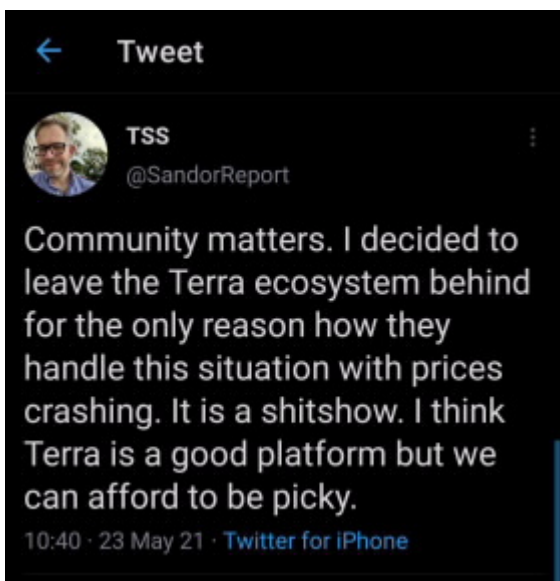 Tweet
TSS
@SandorReport
Community matters. I decided to
leave the Terra ecosystem behind
for the only reason how they
handle this situation with prices
crashing. It is a shitshow. I think
Terra is a good platform but we
can afford to be picky.
10:40 · 23 May 21 · Twitter for iPhone